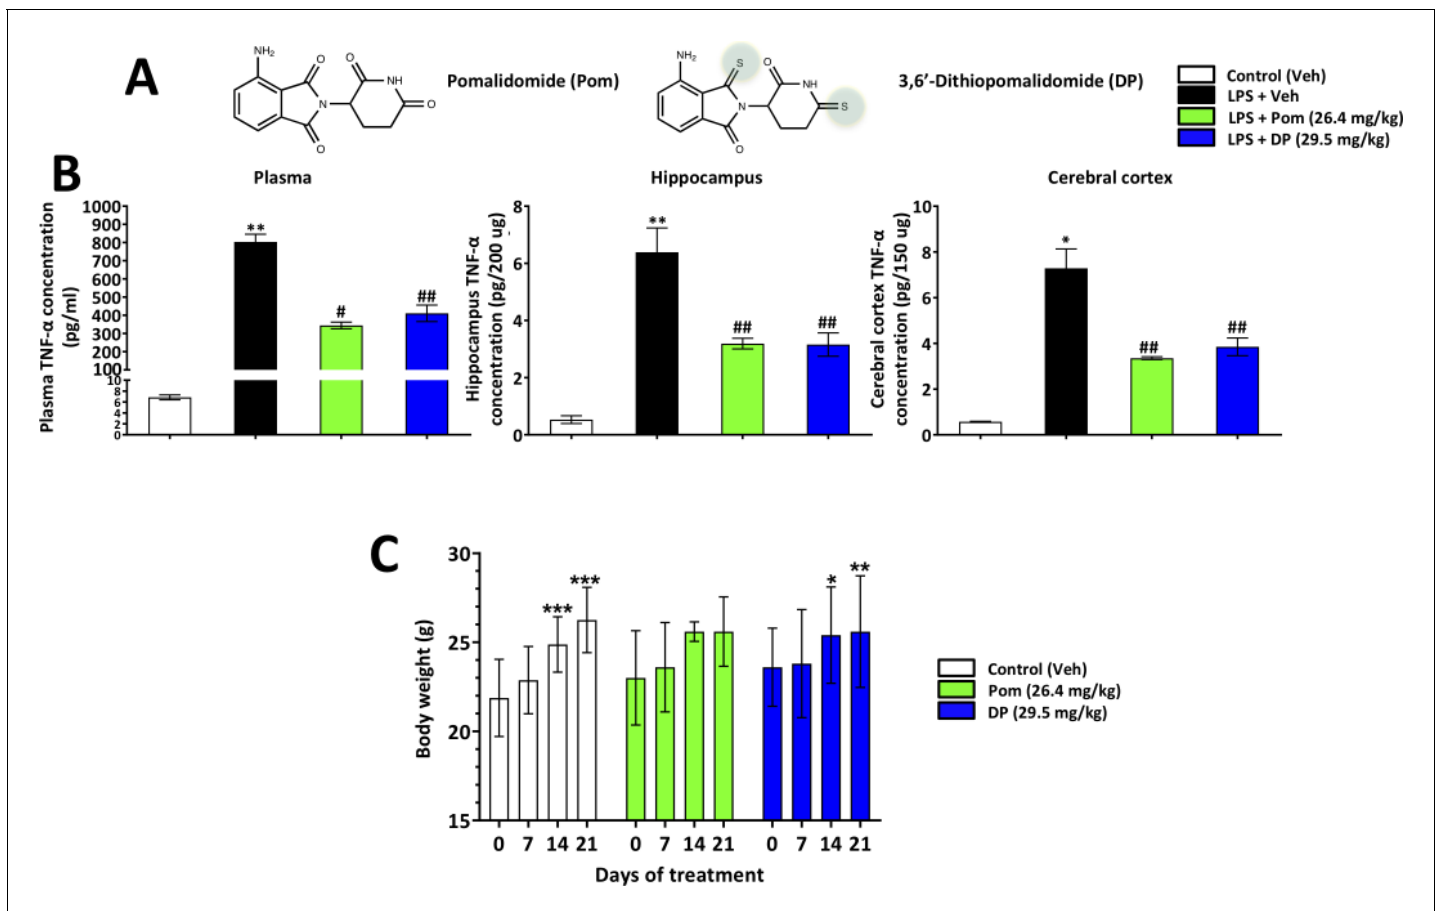 A
NH2
O
O
NH
N
O
O
Pomalidomide (Pom)
NH2
S
O
NH
N
S
O
3,6’-Dithiopomalidomide (DP)
Control (Veh)
LPS + Veh
LPS + Pom (26.4 mg/kg)
LPS + DP (29.5 mg/kg)
B
Plasma
Plasma TNF-α concentration
(pg/ml)
1000
900
800
700
600
500
400
300
200
100
10
8
6
4
2
0
**
#
##
Hippocampus
Hippocampus TNF-α
concentration (pg/200 ug)
8
6
4
2
0
**
##
##
Cerebral cortex
Cerebral cortex TNF-α
concentration (pg/150 ug)
10
8
6
4
2
0
*
##
##
C
Body weight (g)
30
25
20
15
***
***
*
**
0 7 14 21 0 7 14 21 0 7 14 21
Days of treatment
Control (Veh)
Pom (26.4 mg/kg)
DP (29.5 mg/kg)